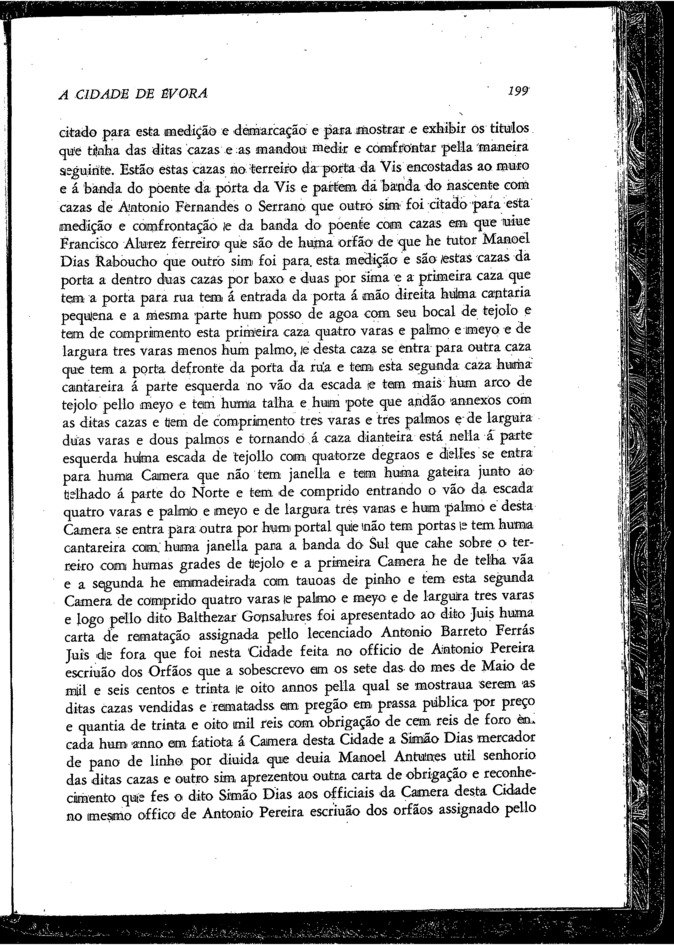 A CIDADE DE ÉVORA 199
citado para esta medição e demarcação e para mostrar e exhibir os titulos
que tinha das ditas cazas e as mandou medir e comfrontar pella maneira
seguinte. Estão estas cazas no terreiro da porta da Vis encostadas ao muro
e á banda do poente da porta da Vis e partem da banda do nascente com
cazas de Antonio Fernandes o Serrano que outro sim foi citado para esta
medição e comfrontação e da banda do poente com cazas em que uiue
Francisco Alurez ferreiro que são de huma orfão de que he tutor Manoel
Dias Raboucho que outro sim foi para esta medição e são estas cazas da
porta a dentro duas cazas por baxo e duas por sima e a primeira caza que
tem a porta para rua tem á entrada da porta á mão direita huma cantaria
pequena e a mesma parte hum posso de agoa com seu bocal de tejolo e
tem de comprimento esta primeira caza quatro varas e palmo e meyo e de
largura tres varas menos hum palmo, e desta caza se entra para outra caza
que tem a porta defronte da porta da rua e tem esta segunda caza huma
cantareira á parte esquerda no vão da escada e tem mais hum arco de
tejolo pello meyo e tem huma talha e hum pote que andão annexos com
as ditas cazas e tem de comprimento tres varas e tres palmos e de largura
duas varas e dous palmos e tornando á caza dianteira está nella á parte
esquerda huma escada de tejollo com quatorze degraos e dielles se entra
para huma Camera que não tem janella e tem huma gateira junto ao
telhado á parte do Norte e tem de comprido entrando o vão da escada
quatro varas e palmo e meyo e de largura tres varas e hum palmo e desta
Camera se entra para outra por hum portal que não tem portas e tem huma
cantareira com huma janella para a banda do Sul que cahe sobre o ter-
reiro com humas grades de tejolo e a primeira Camera he de telha vãa
e a segunda he emmadeirada com tauoas de pinho e tem esta segunda
Camera de comprido quatro varas e palmo e meyo e de largura tres varas
e logo pello dito Balthezar Gonsalures foi apresentado ao dito Juis huma
carta de rematação assignada pello lecenciado Antonio Barreto Ferrás
Juis de fora que foi nesta Cidade feita no officio de Antonio Pereira
escriuão dos Orfãos que a sobescrevo em os sete das do mes de Maio de
mil e seis centos e trinta e oito annos pella qual se mostraua serem as
ditas cazas vendidas e rematadss em pregão em prassa pública por preço
e quantia de trinta e oito mil reis com obrigação de cem reis de foro en.
cada hum anno em fatiota á Camera desta Cidade a Simão Dias mercador
de pano de linho por diuida que deuia Manoel Antunes util senhorio
das ditas cazas e outro sim aprezentou outra carta de obrigação e reconhe-
cimento que fes o dito Simão Dias aos officiais da Camera desta Cidade
no mesmo offico de Antonio Pereira escriuão dos orfãos assignado pello